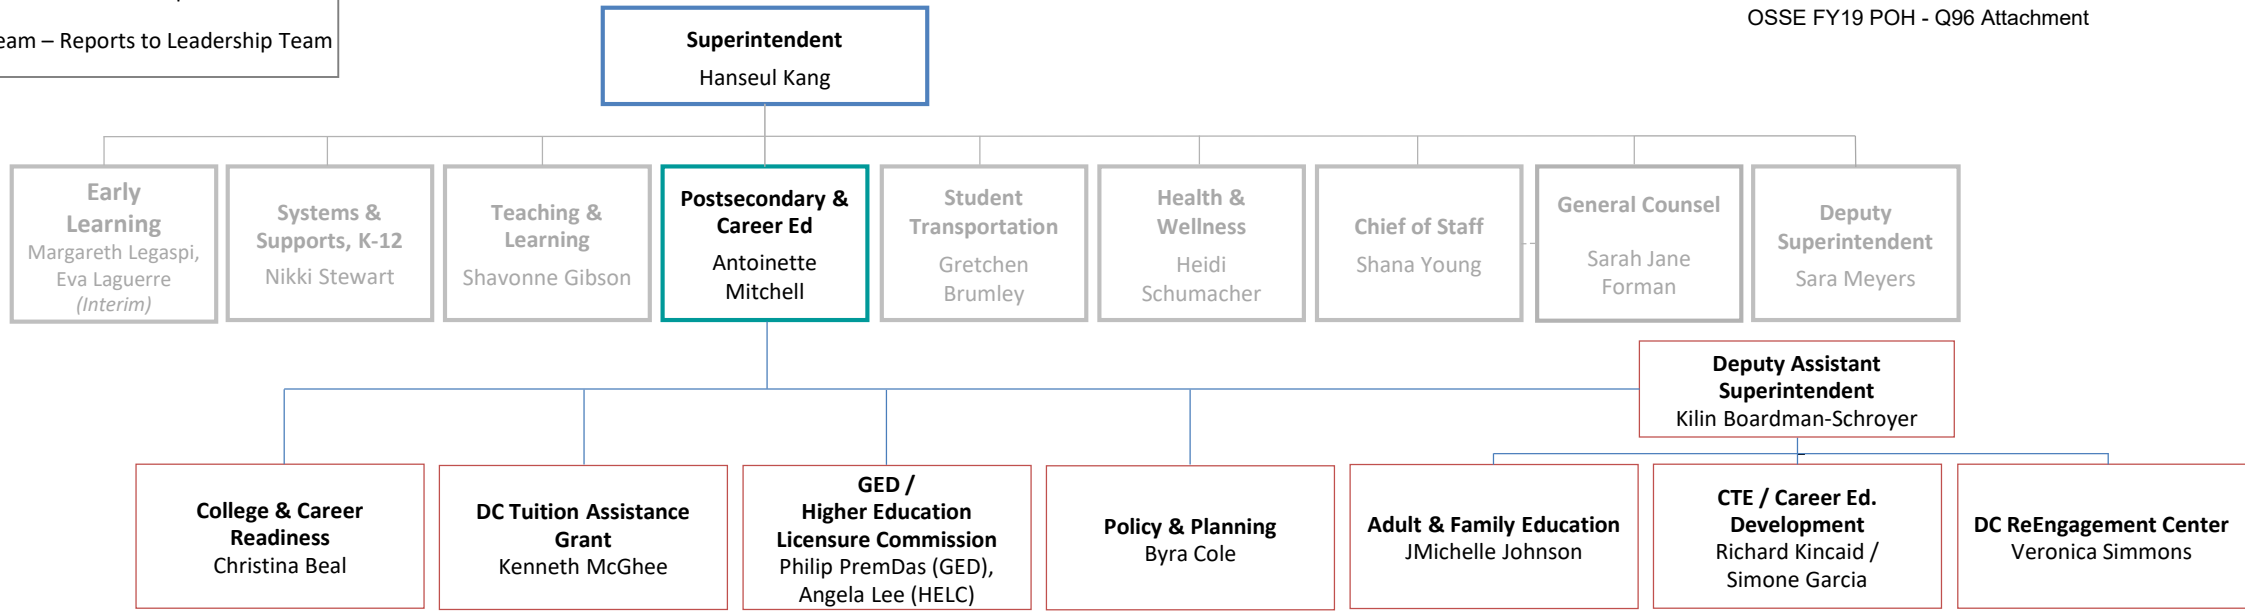 eam – Reports to Leadership Team
OSSE FY19 POH - Q96 Attachment
Superintendent
Hanseul Kang
Early
Learning
Margareth Legaspi,
Eva Laguerre
(Interim)
Systems &
Supports, K-12
Nikki Stewart
Teaching &
Learning
Shavonne Gibson
Postsecondary &
Career Ed
Antoinette
Mitchell
Student
Transportation
Gretchen
Brumley
Health &
Wellness
Heidi
Schumacher
Chief of Staff
Shana Young
General Counsel
Sarah Jane
Forman
Deputy
Superintendent
Sara Meyers
Deputy Assistant
Superintendent
Kilin Boardman-Schroyer
College & Career
Readiness
Christina Beal
DC Tuition Assistance
Grant
Kenneth McGhee
GED /
Higher Education
Licensure Commission
Philip PremDas (GED),
Angela Lee (HELC)
Policy & Planning
Byra Cole
Adult & Family Education
JMichelle Johnson
CTE / Career Ed.
Development
Richard Kincaid /
Simone Garcia
DC ReEngagement Center
Veronica Simmons